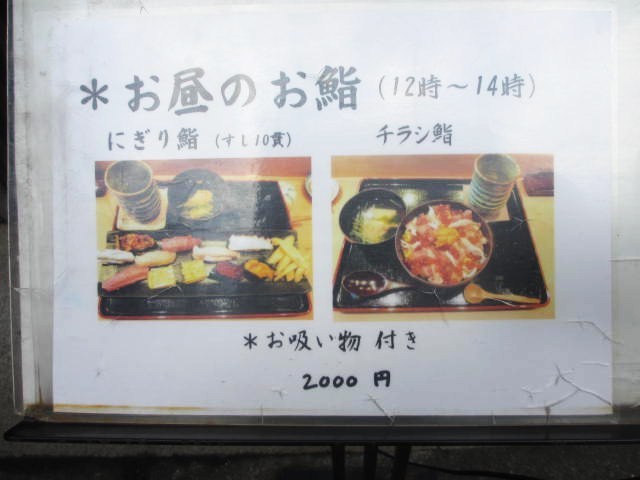 ＊お昼のお鮨（12時～14時）
にぎり鮨（すし10貫）
チラシ鮨
＊お吸い物 付き
2000 円